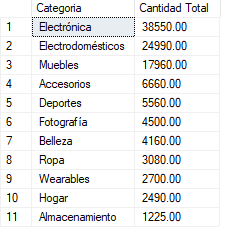 Categoria Cantidad Total
1 Electrónica 38550.00
2 Electrodomésticos 24990.00
3 Muebles 17960.00
4 Accesorios 6660.00
5 Deportes 5560.00
6 Fotografía 4500.00
7 Belleza 4160.00
8 Ropa 3080.00
9 Wearables 2700.00
10 Hogar 2490.00
11 Almacenamiento 1225.00